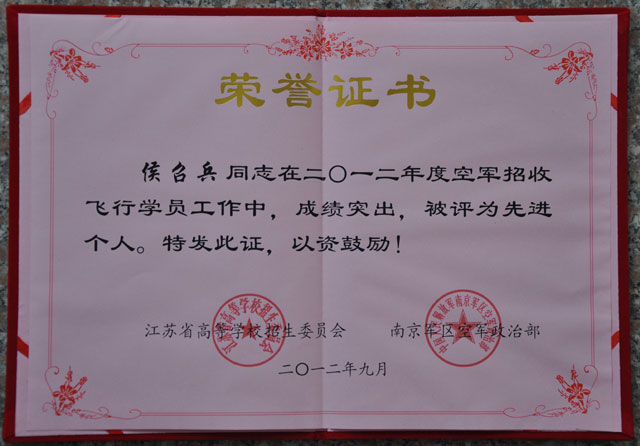 荣誉证书
侯召兵同志在二〇一二年度空军招收
飞行学员工作中，成绩突出，被评为先进
个人。特发此证，以资鼓励！
江苏省高等学校招生委员会 南京军区空军政治部
二〇一二年九月